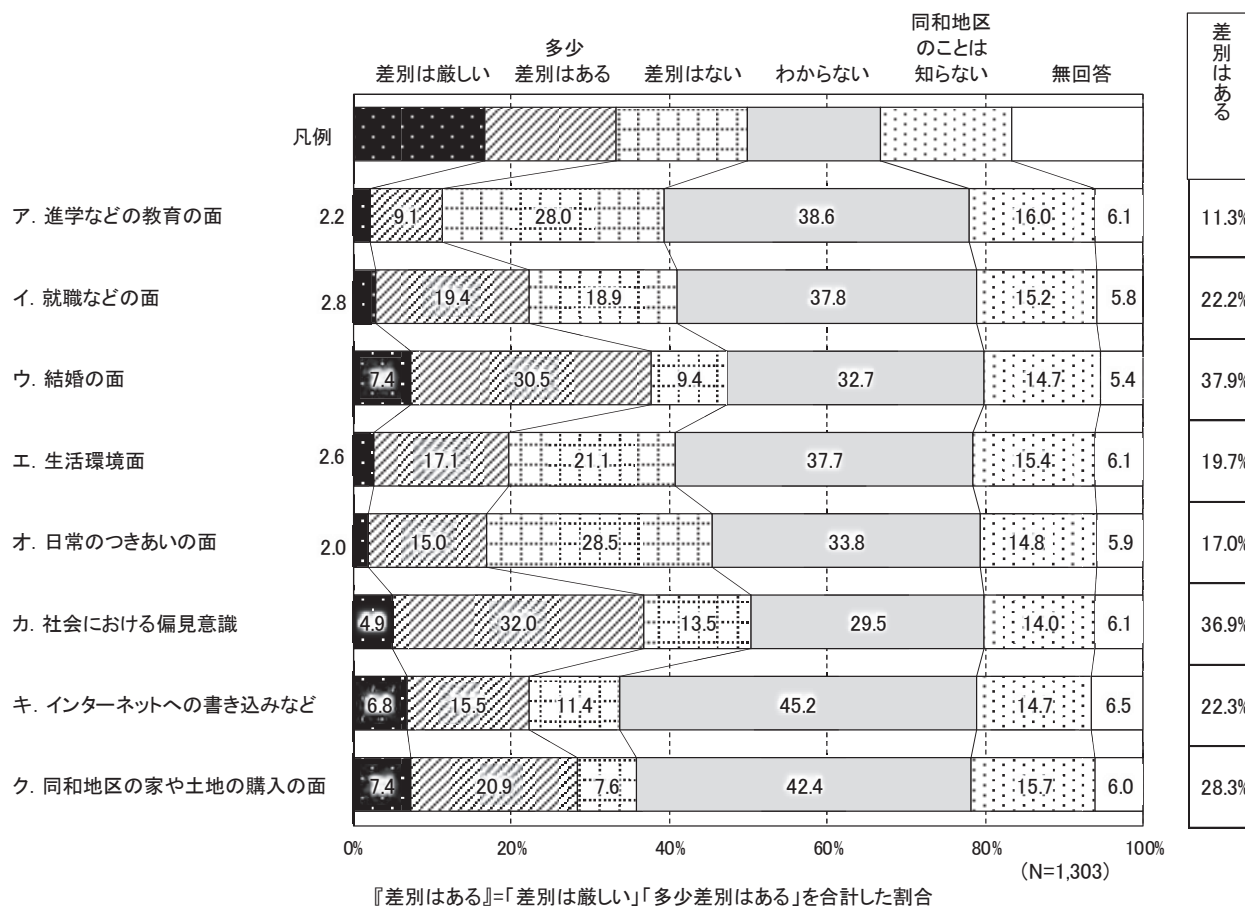 差別は厳しい
多少
差別はある
差別はない
わからない
同和地区
のことは
知らない
無回答
差別はある
凡例
ア. 進学などの教育の面 2.2 9.1 28.0 38.6 16.0 6.1 11.3%
イ. 就職などの面 2.8 19.4 18.9 37.8 15.2 5.8 22.2%
ウ. 結婚の面 7.4 30.5 9.4 32.7 14.7 5.4 37.9%
エ. 生活環境面 2.6 17.1 21.1 37.7 15.4 6.1 19.7%
オ. 日常のつきあいの面 2.0 15.0 28.5 33.8 14.8 5.9 17.0%
カ. 社会における偏見意識 4.9 32.0 13.5 29.5 14.0 6.1 36.9%
キ. インターネットへの書き込みなど 6.8 15.5 11.4 45.2 14.7 6.5 22.3%
ク. 同和地区の家や土地の購入の面 7.4 20.9 7.6 42.4 15.7 6.0 28.3%
0% 20% 40% 60% 80% 100%
(N=1,303)
『差別はある』=「差別は厳しい」「多少差別はある」を合計した割合